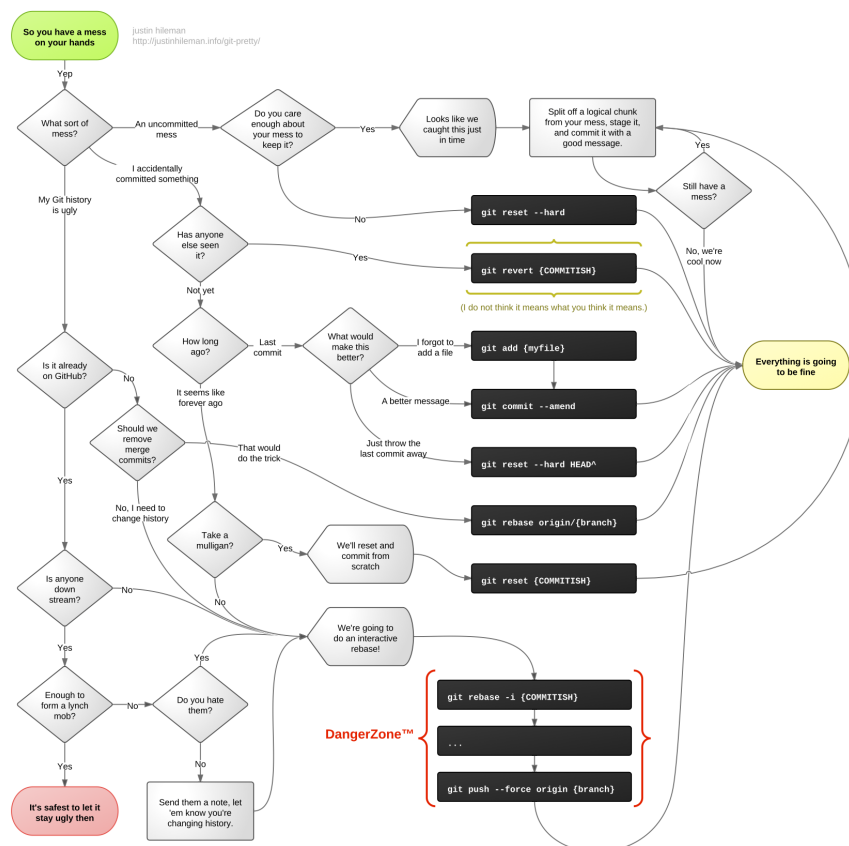 So you have a mess
on your hands
justin hileman
http://justinhileman.info/git-pretty/
Yep
What sort of
mess?
An uncommitted
mess
Do you care
enough about
your mess to
keep it?
Yes
Looks like we
caught this just
in time
Split off a logical chunk
from your mess, stage it,
and commit it with a
good message.
Yes
Still have a
mess?
I accidentally
committed something
My Git history
is ugly
No
git reset --hard
No, we're
cool now
Has anyone
else seen
it?
Yes
git revert {COMMITISH}
(I do not think it means what you think it means.)
Not yet
How long
ago?
Last
commit
What would
make this
better?
I forgot to
add a file
git add {myfile}
Everything is going
to be fine
Is it already
on GitHub?
No
It seems like
forever ago
A better message
git commit --amend
Should we
remove
merge
commits?
That would
do the trick
Just throw the
last commit away
git reset --hard HEAD^
Yes
No, I need to
change history
git rebase origin/{branch}
Take a
mulligan?
Yes
We'll reset and
commit from
scratch
git reset {COMMITISH}
Is anyone
down
stream?
No
No
We're going to
do an interactive
rebase!
Yes
Yes
Enough to
form a lynch
mob?
No
Do you hate
them?
git rebase -i {COMMITISH}
DangerZone™
...
Yes
No
git push --force origin {branch}
It's safest to let it
stay ugly then
Send them a note, let
'em know you're
changing history.